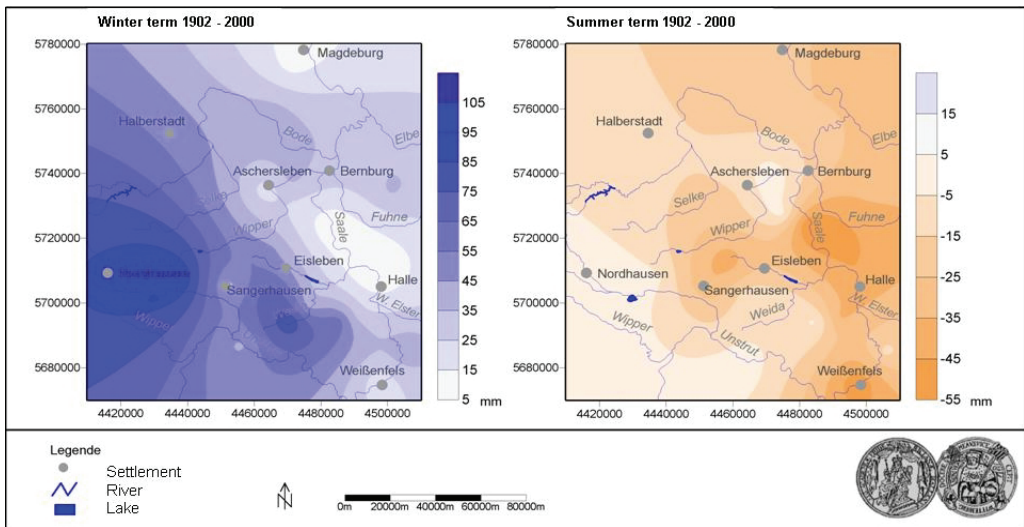 Winter term 1902 - 2000
5780000
5760000
5740000
5720000
5700000
5680000
4420000 4440000 4460000 4480000 4500000
Magdeburg
Halberstadt
Bode
Elbe
Aschersleben
Bernburg
Selke
Saale
Fuhne
Wipper
Eisleben
Halle
Sangerhausen
W. Elster
Wippe
Weißenfels
105
95
85
75
65
55
45
35
25
15
5 mm
Summer term 1902 - 2000
5780000
5760000
5740000
5720000
5700000
5680000
4420000 4440000 4460000 4480000 4500000
Magdeburg
Halberstadt
Bode
Elbe
Aschersleben
Bernburg
Selke
Saale
Fuhne
Wipper
Eisleben
Nordhausen
Halle
Sangerhausen
W. Elster
Weida
Wipper
Unstrut
Weißenfels
15
5
-5
-15
-25
-35
-45
-55 mm
Legende
Settlement
River
Lake
N
0m 20000m 40000m 60000m 80000m